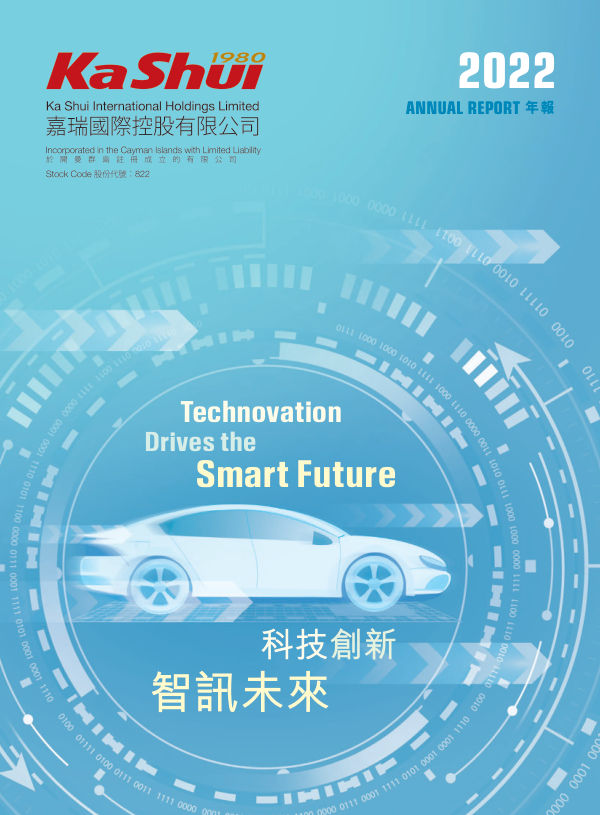 1980
Ka Shui
Ka Shui International Holdings Limited
嘉瑞國際控股有限公司
Incorporated in the Cayman Islands with Limited Liability
於開曼群島註冊成立的有限公司
Stock Code 股份代號：822
2022
ANNUAL REPORT 年報
Technovation
Drives the
Smart Future
科技創新
智訊未來